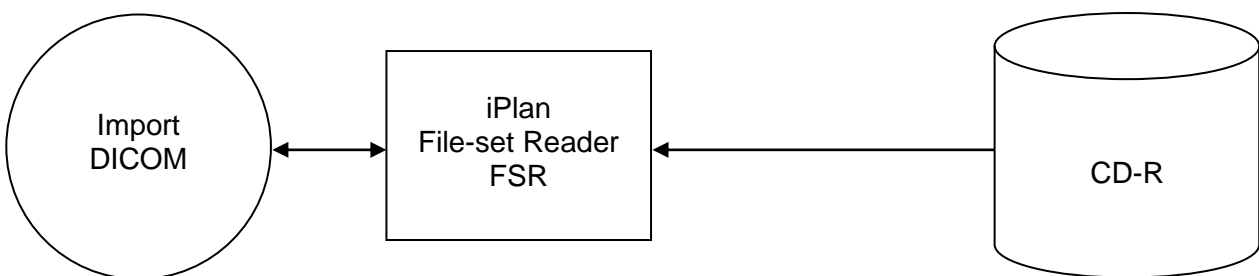 Import
DICOM
iPlan
File-set Reader
FSR
CD-R